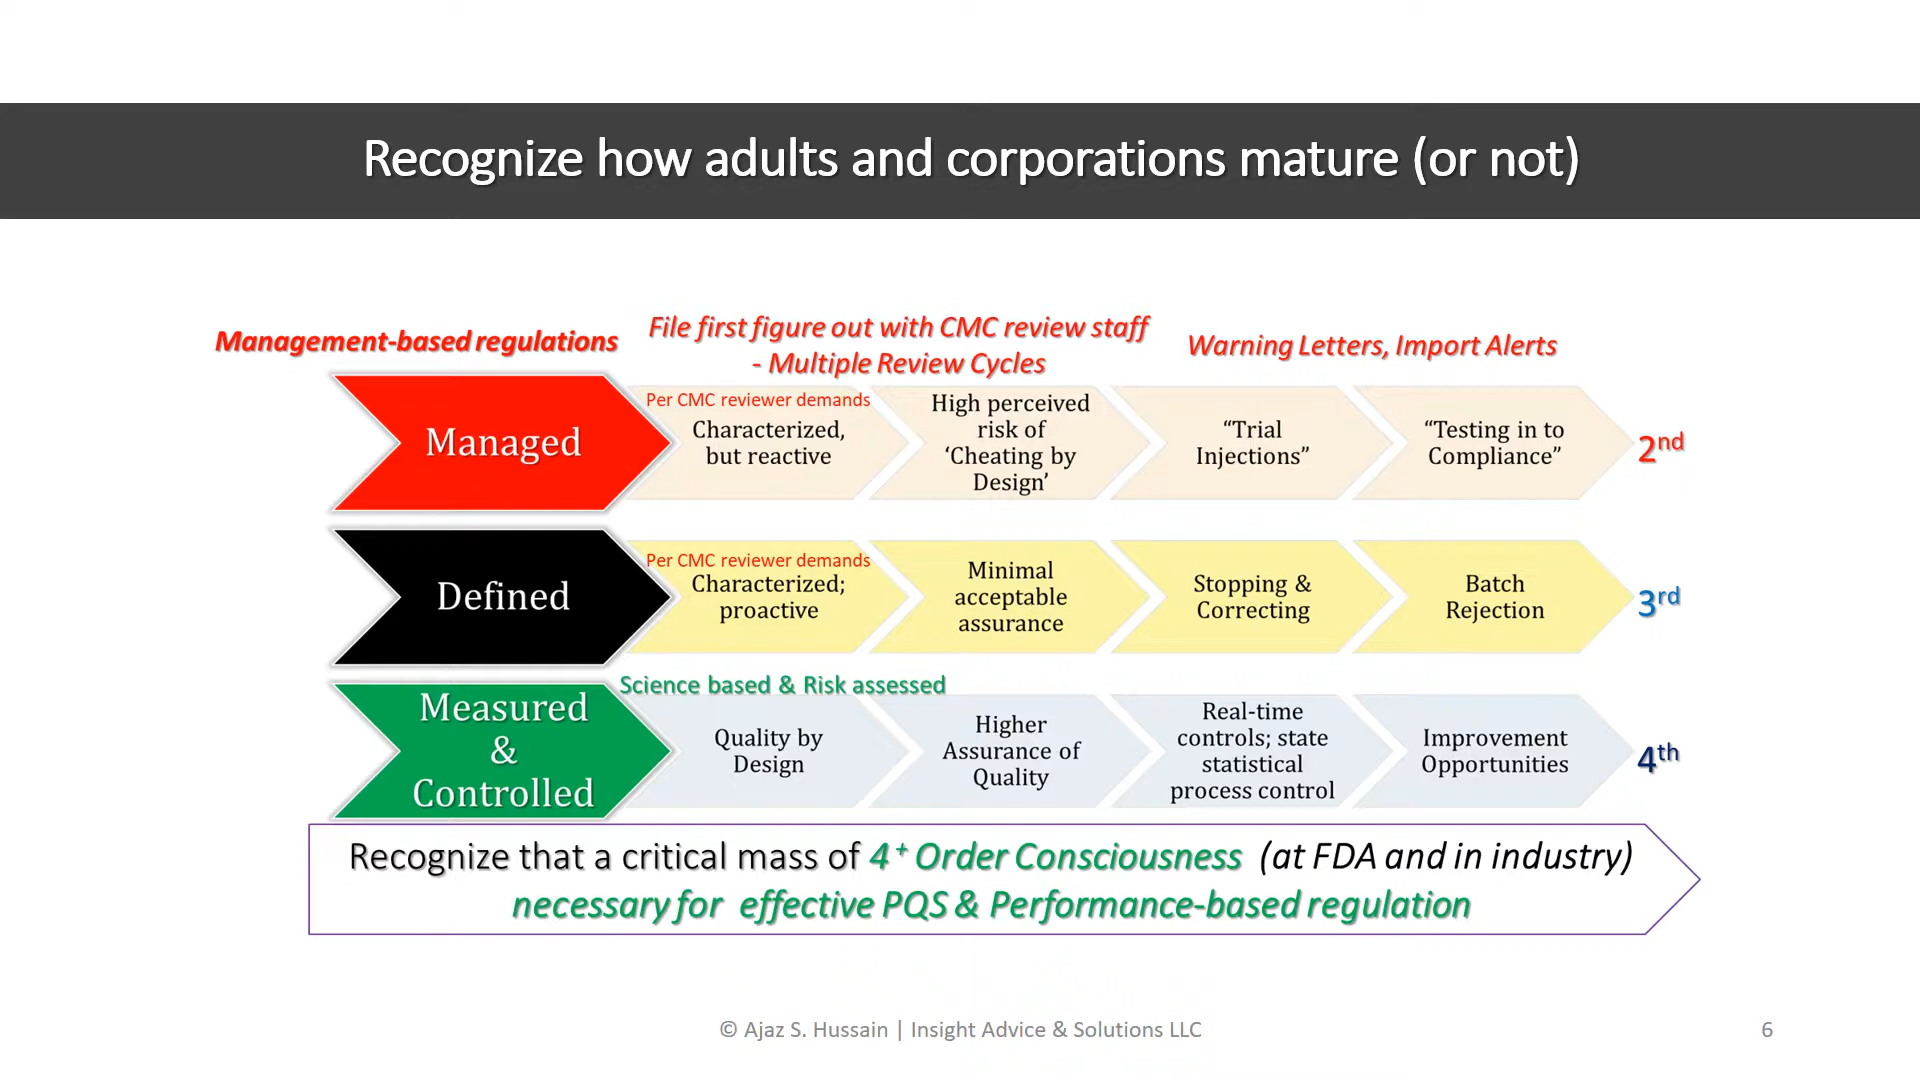 Recognize how adults and corporations mature (or not)
Management-based regulations
File first figure out with CMC review staff
- Multiple Review Cycles
Warning Letters, Import Alerts
Managed
Per CMC reviewer demands
Characterized,
but reactive
High perceived
risk of
‘Cheating by
Design’
“Trial
Injections”
“Testing in to
Compliance”
2nd
Defined
Per CMC reviewer demands
Characterized;
proactive
Minimal
acceptable
assurance
Stopping &
Correcting
Batch
Rejection
3rd
Measured
&
Controlled
Science based & Risk assessed
Quality by
Design
Higher
Assurance of
Quality
Real-time
controls; state
statistical
process control
Improvement
Opportunities
4th
Recognize that a critical mass of 4+ Order Consciousness (at FDA and in industry)
necessary for effective PQS & Performance-based regulation
© Ajaz S. Hussain | Insight Advice & Solutions LLC
6